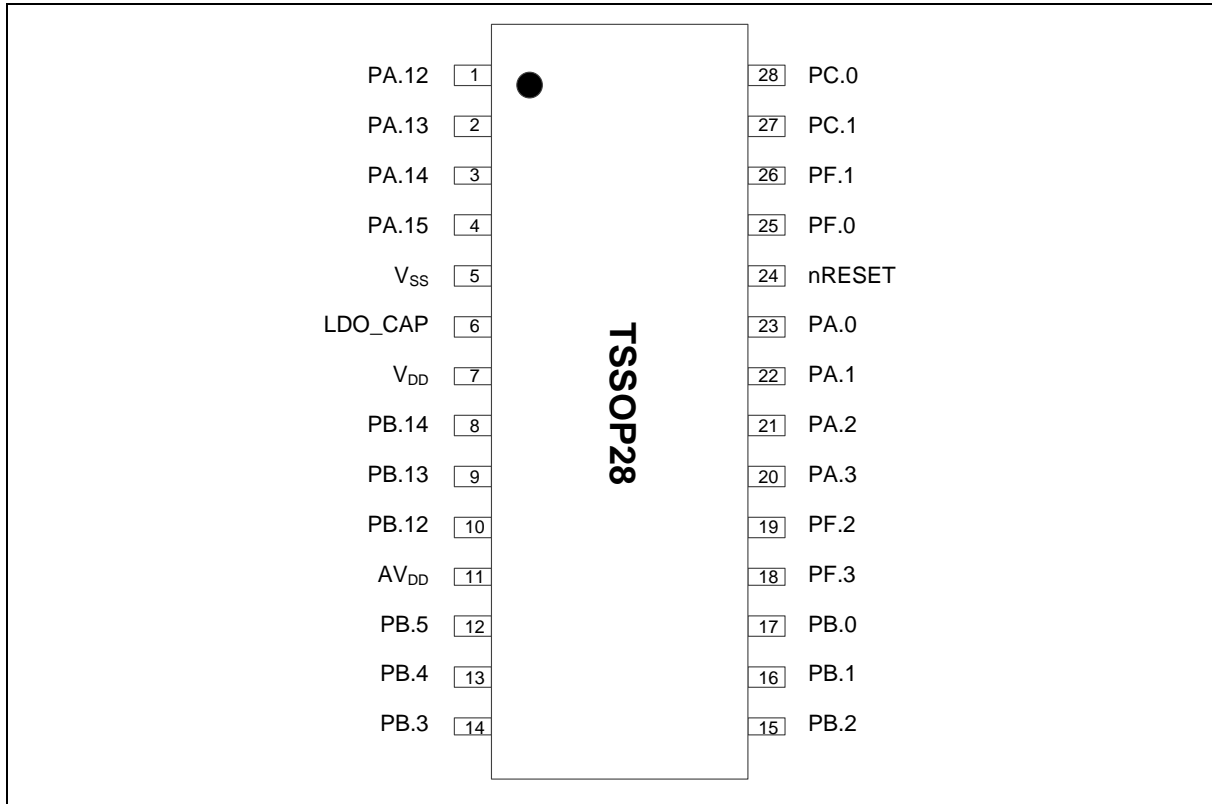 PA.12 1 28 PC.0
PA.13 2 27 PC.1
PA.14 3 26 PF.1
PA.15 4 25 PF.0
VSS 5 24 nRESET
LDO_CAP 6 23 PA.0
VDD 7 22 PA.1
PB.14 8 21 PA.2
PB.13 9 20 PA.3
PB.12 10 19 PF.2
AVDD 11 18 PF.3
PB.5 12 17 PB.0
PB.4 13 16 PB.1
PB.3 14 15 PB.2
TSSOP28